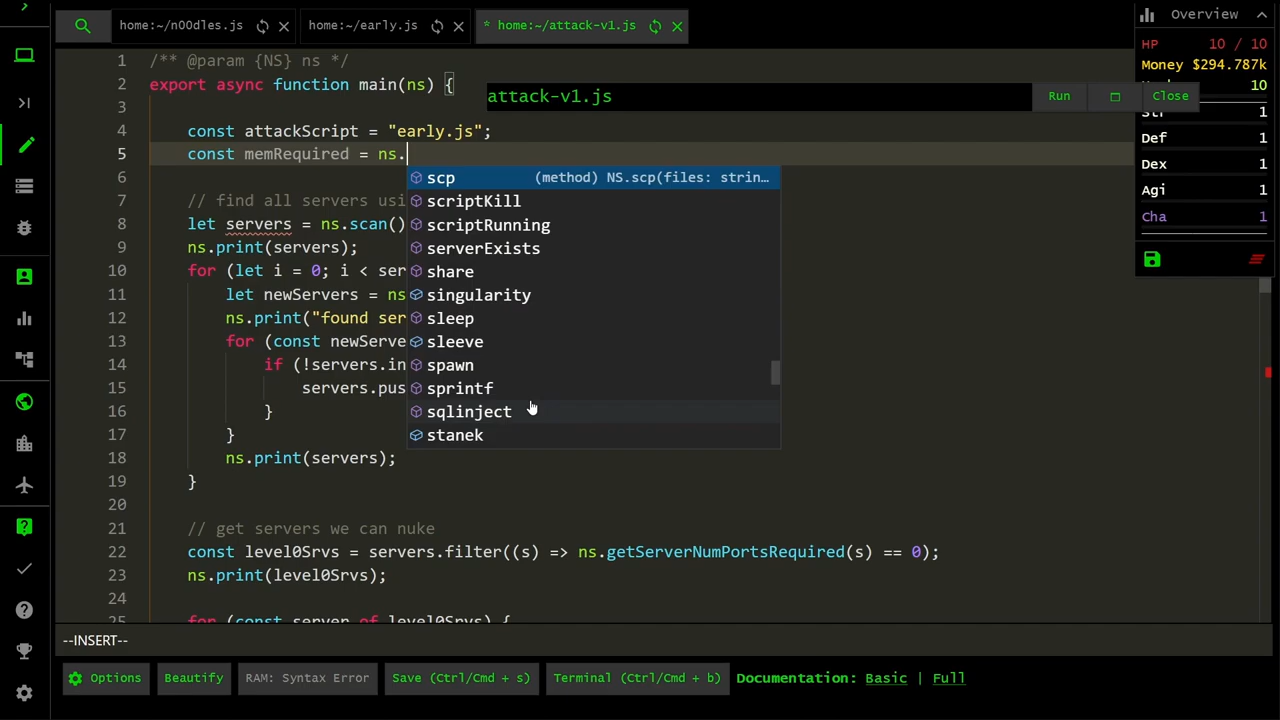 home:~/n00dles.js
home:~/early.js
* home:~/attack-v1.js
Overview
HP 10 / 10
Money $294.787k
10
1
Def 1
Dex 1
Agi 1
Cha 1
attack-v1.js
Run
Close
1 /** @param {NS} ns */
2 export async function main(ns) {
3
4 const attackScript = "early.js";
5 const memRequired = ns.
6
7 // find all servers usi
8 let servers = ns.scan()
9 ns.print(servers);
10 for (let i = 0; i < ser
11 let newServers = ns
12 ns.print("found ser
13 for (const newServe
14 if (!servers.in
15 servers.pus
16 }
17 }
18 ns.print(servers);
19 }
20
21 // get servers we can nuke
22 const level0Srvs = servers.filter((s) => ns.getServerNumPortsRequired(s) == 0);
23 ns.print(level0Srvs);
24
25 for (const server of level0Srvs) {
scp (method) NS.scp(files: strin…
scriptKill
scriptRunning
serverExists
share
singularity
sleep
sleeve
spawn
sprintf
sqlinject
stanek
--INSERT--
Options
Beautify
RAM: Syntax Error
Save (Ctrl/Cmd + s)
Terminal (Ctrl/Cmd + b)
Documentation: Basic | Full